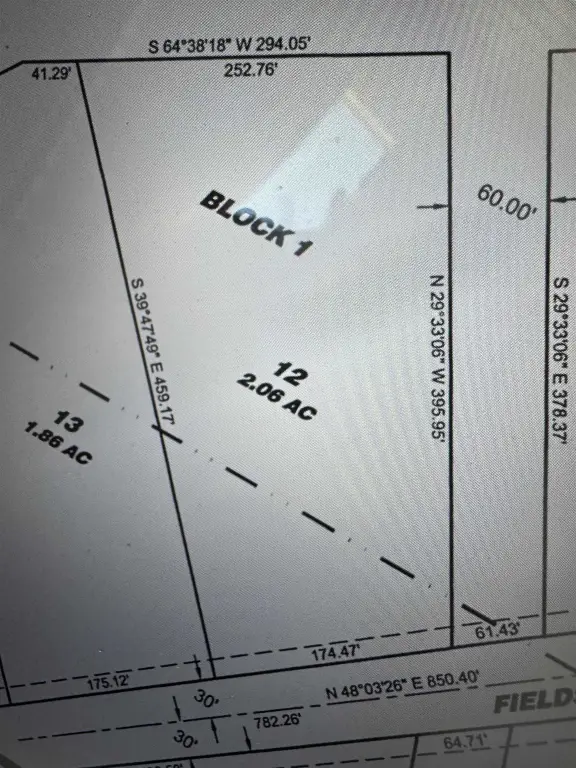 S 64°38'18" W 294.05'
41.29'
252.76'
BLOCK 1
60.00'
S 39°47'49" E 459.17'
N 29°33'06" W 395.95'
S 29°33'06" E 378.37'
12
2.06 AC
13
1.86 AC
61.43'
174.47'
175.12'
30'
N 48°03'26" E 850.40'
FIELD
782.26'
30'
64.71'